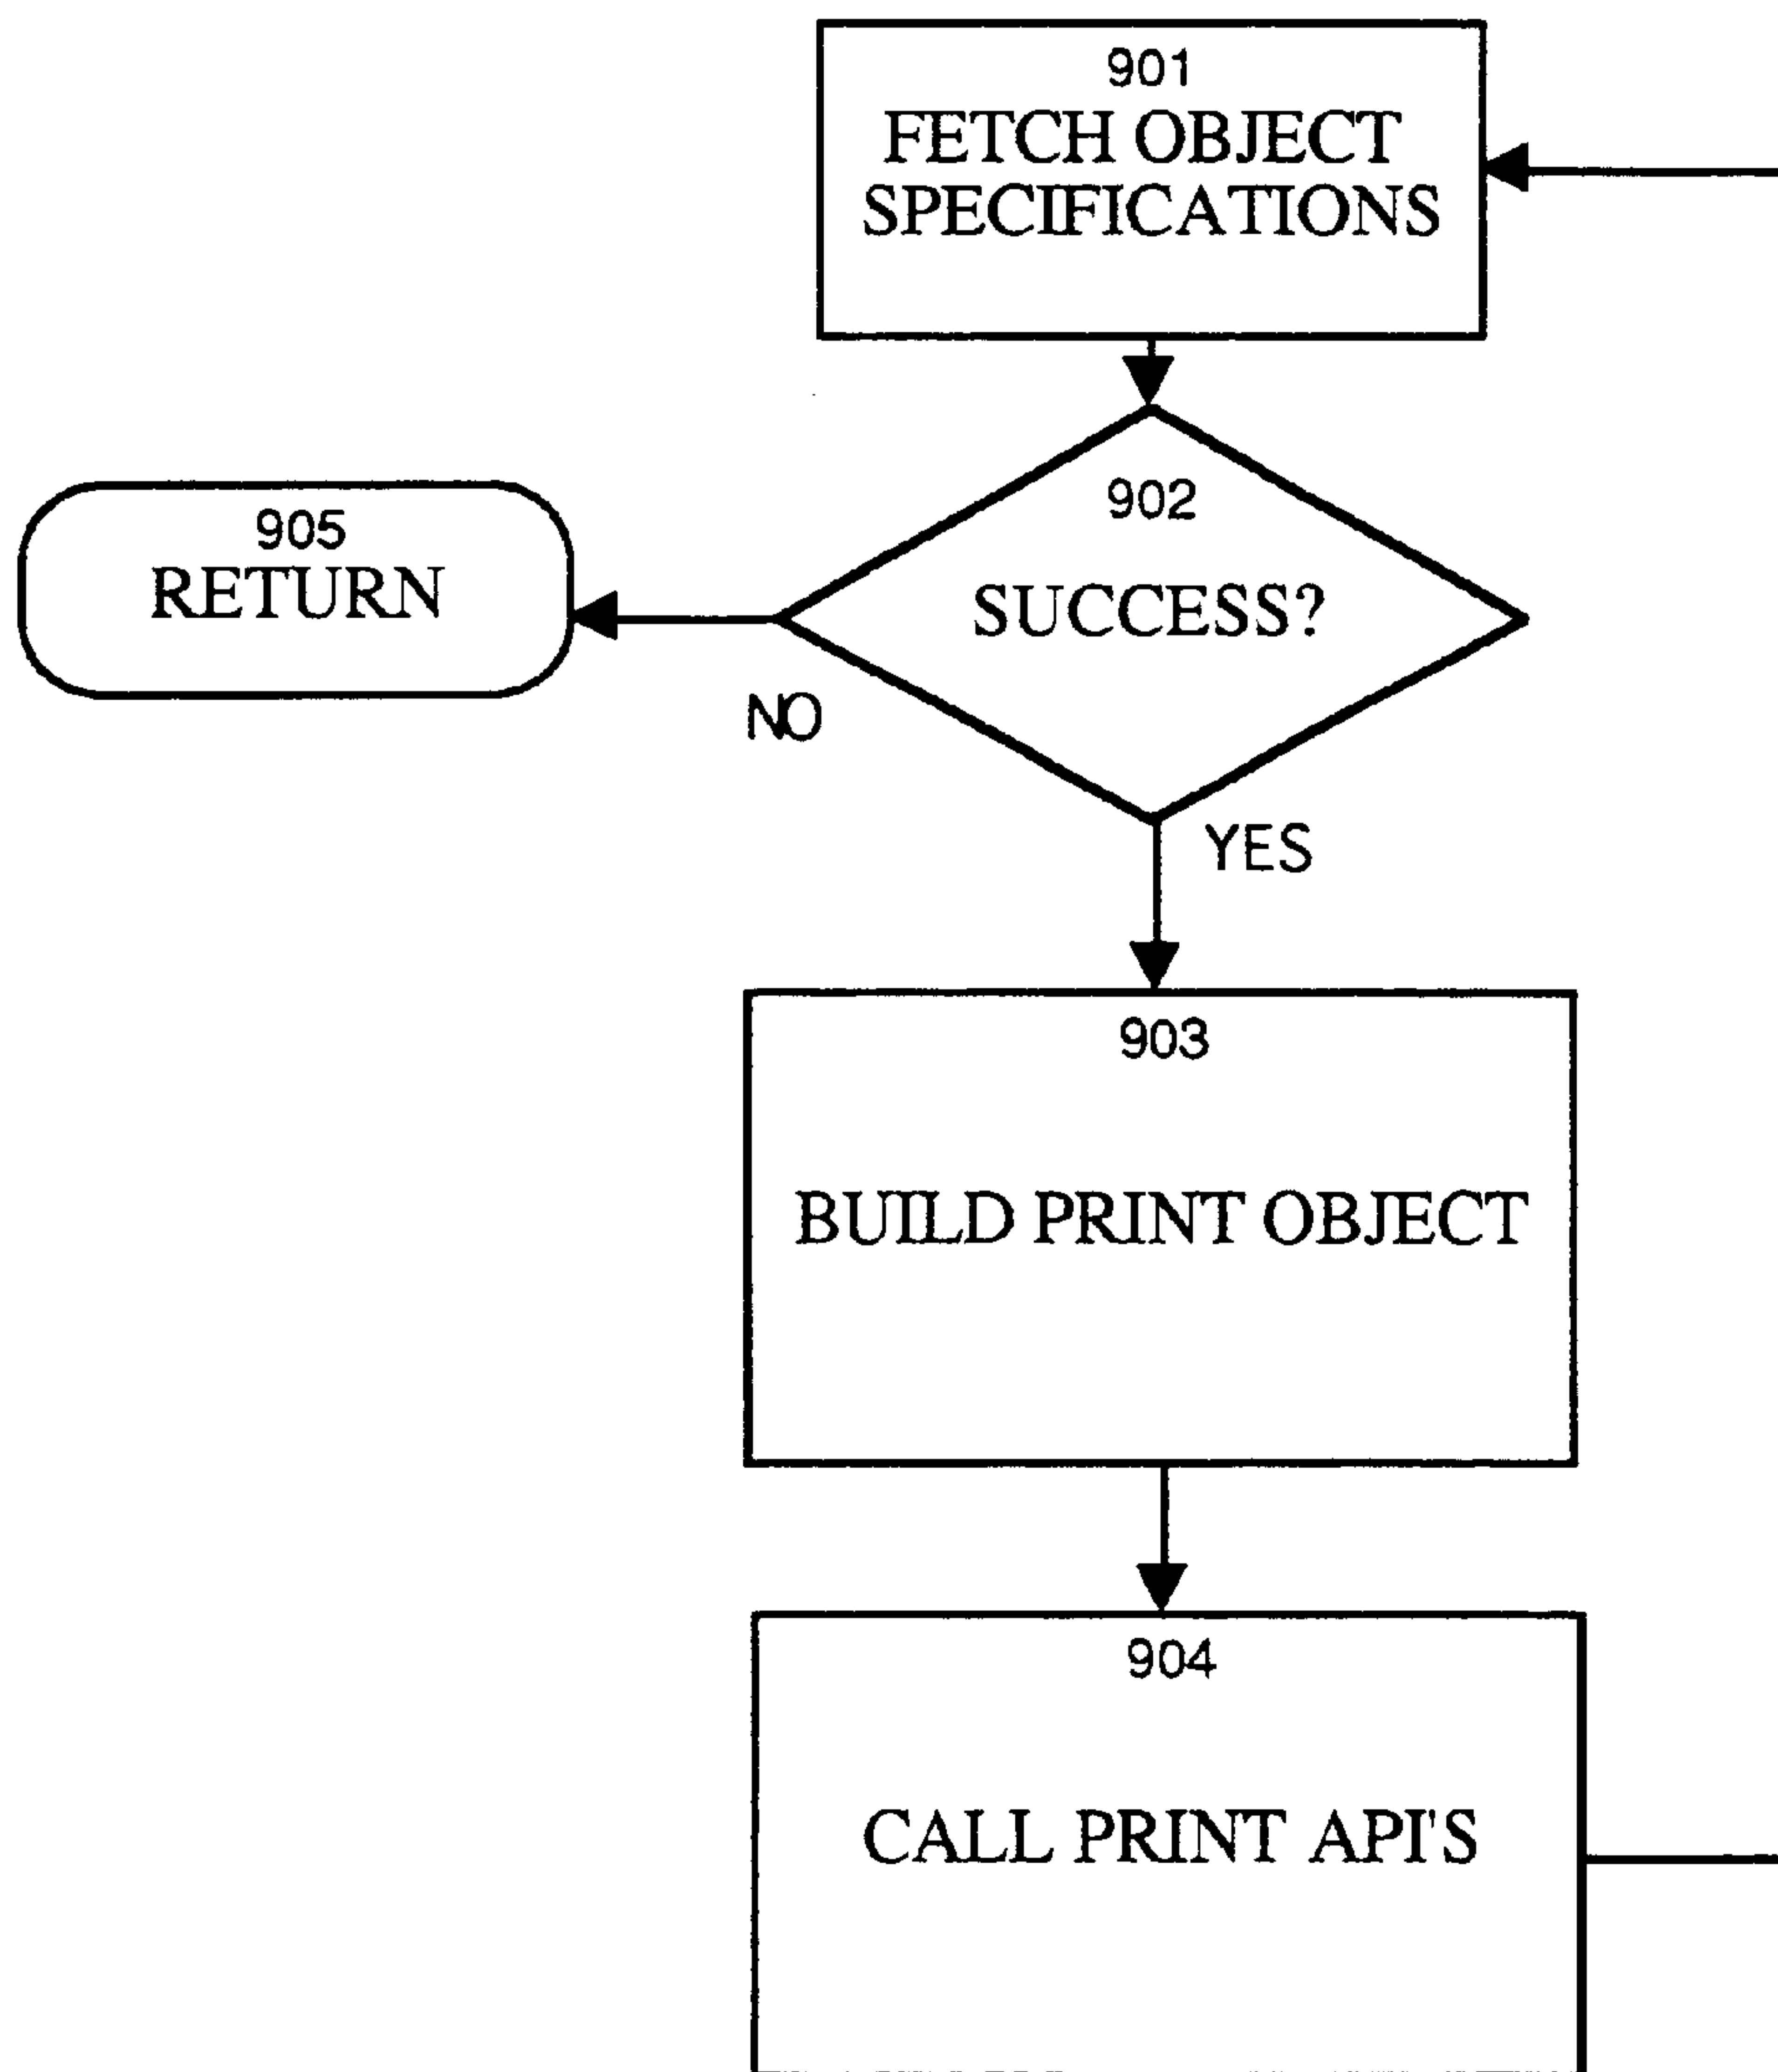 901
FETCH OBJECT
SPECIFICATIONS
902
SUCCESS?
905
RETURN
NO
YES
903
BUILD PRINT OBJECT
904
CALL PRINT API'S